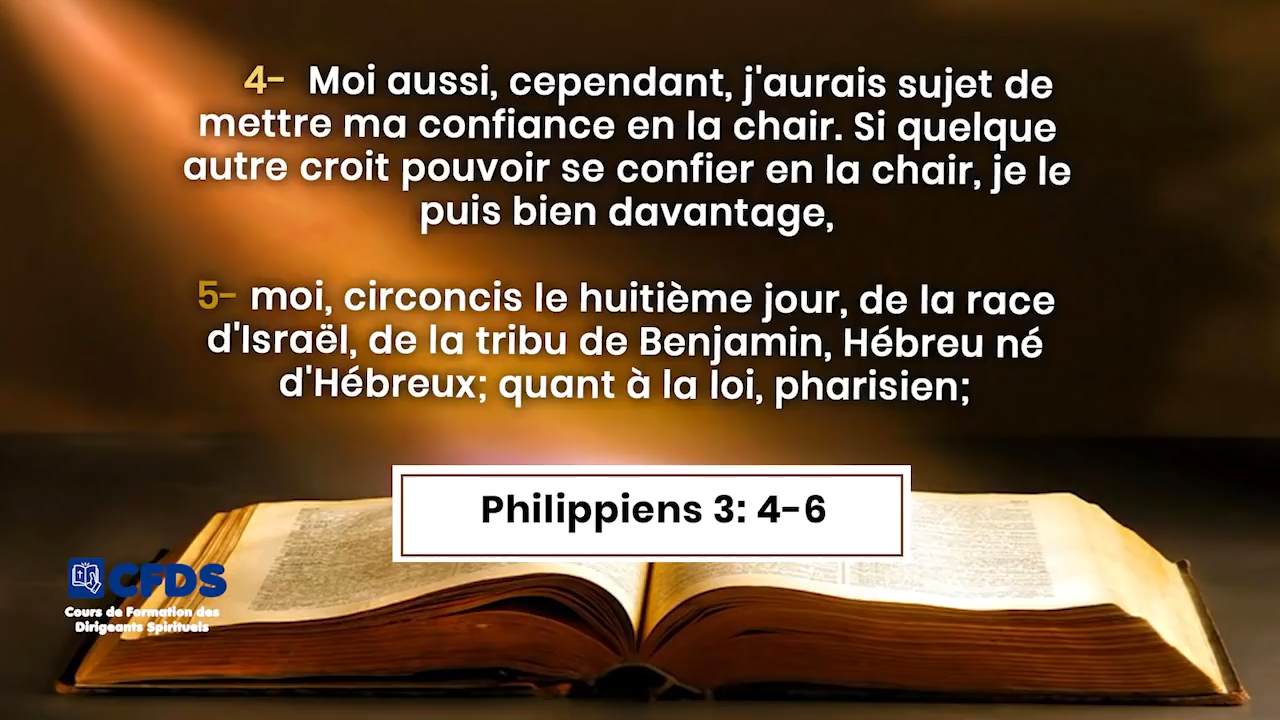 4- Moi aussi, cependant, j'aurais sujet de
mettre ma confiance en la chair. Si quelque
autre croit pouvoir se confier en la chair, je le
puis bien davantage,
5- moi, circoncis le huitième jour, de la race
d'Israël, de la tribu de Benjamin, Hébreu né
d'Hébreux; quant à la loi, pharisien;
Philippiens 3: 4-6
CFDS
Cours de Formation des
Dirigeants Spirituels